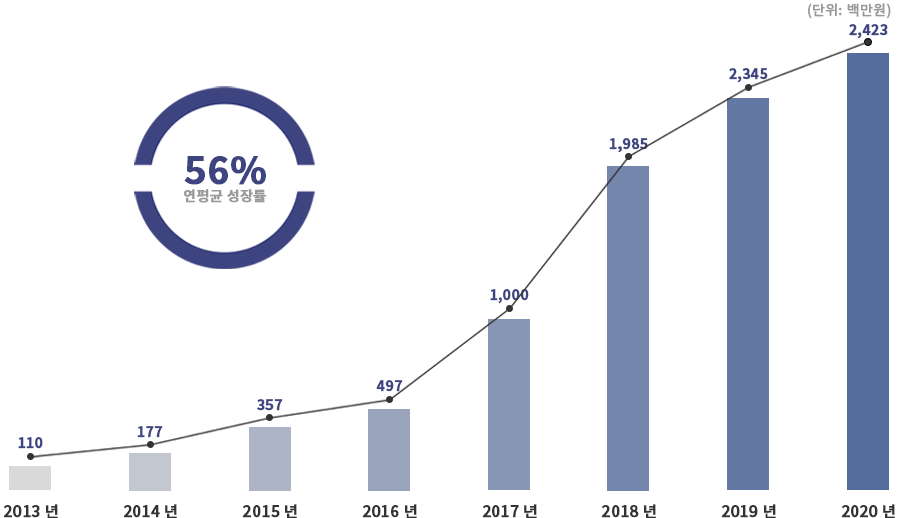 (단위: 백만원)
56%
연평균 성장률
110
177
357
497
1,000
1,985
2,345
2,423
2013 년
2014 년
2015 년
2016 년
2017 년
2018 년
2019 년
2020 년